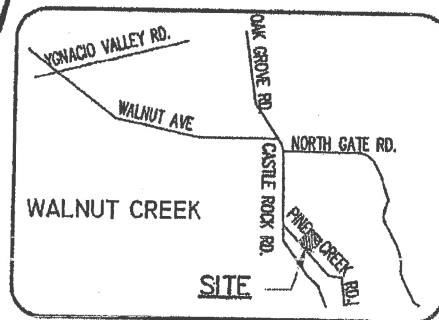 YGNACIO VALLEY RD.
OAK GROVE RD.
WALNUT AVE
NORTH GATE RD.
CASTLE ROCK RD.
WALNUT CREEK
PINE CREEK RD.
SITE